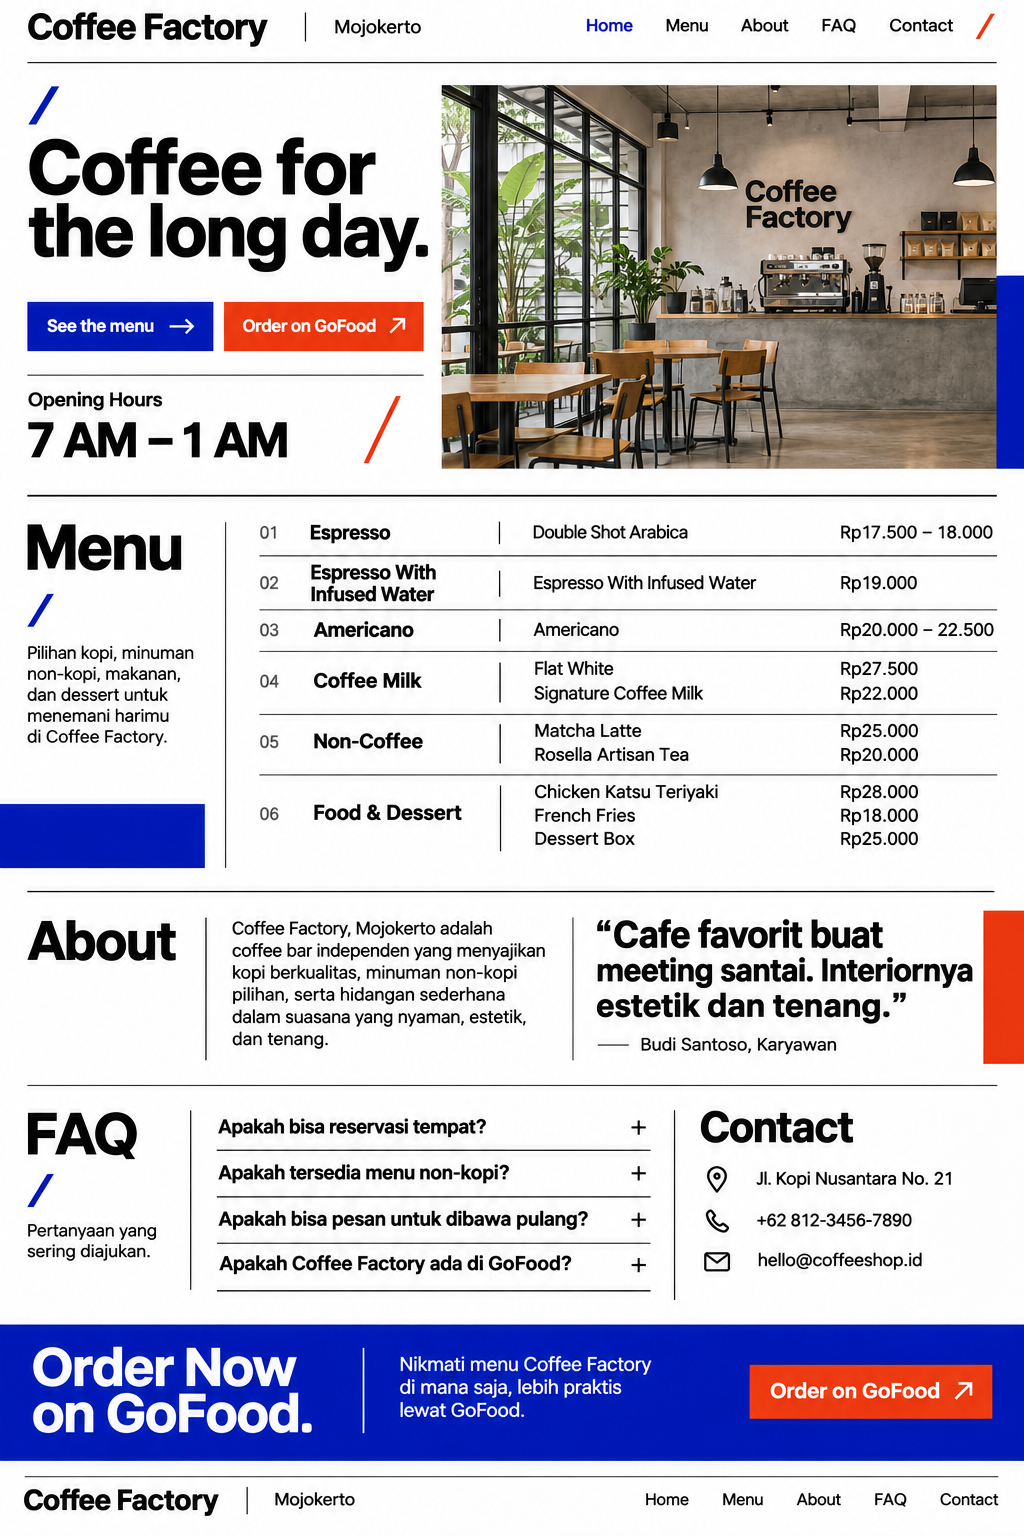 Coffee Factory
Mojokerto
Home
Menu
About
FAQ
Contact
Coffee for
the long day.
See the menu
Order on GoFood
Opening Hours
7 AM – 1 AM
Coffee
Factory
Menu
Pilihan kopi, minuman
non-kopi, makanan,
dan dessert untuk
menemani harimu
di Coffee Factory.
01 Espresso Double Shot Arabica Rp17.500 – 18.000
02 Espresso With
Infused Water Espresso With Infused Water Rp19.000
03 Americano Americano Rp20.000 – 22.500
04 Coffee Milk
Flat White Rp27.500
Signature Coffee Milk Rp22.000
05 Non-Coffee
Matcha Latte Rp25.000
Rosella Artisan Tea Rp20.000
06 Food & Dessert
Chicken Katsu Teriyaki Rp28.000
French Fries Rp18.000
Dessert Box Rp25.000
About
Coffee Factory, Mojokerto adalah
coffee bar independen yang menyajikan
kopi berkualitas, minuman non-kopi
pilihan, serta hidangan sederhana
dalam suasana yang nyaman, estetik,
dan tenang.
“Cafe favorit buat
meeting santai. Interiornya
estetik dan tenang.”
— Budi Santoso, Karyawan
FAQ
Pertanyaan yang
sering diajukan.
Apakah bisa reservasi tempat? +
Apakah tersedia menu non-kopi? +
Apakah bisa pesan untuk dibawa pulang? +
Apakah Coffee Factory ada di GoFood? +
Contact
Jl. Kopi Nusantara No. 21
+62 812-3456-7890
hello@coffeeshop.id
Order Now
on GoFood.
Nikmati menu Coffee Factory
di mana saja, lebih praktis
lewat GoFood.
Order on GoFood
Coffee Factory
Mojokerto
Home
Menu
About
FAQ
Contact